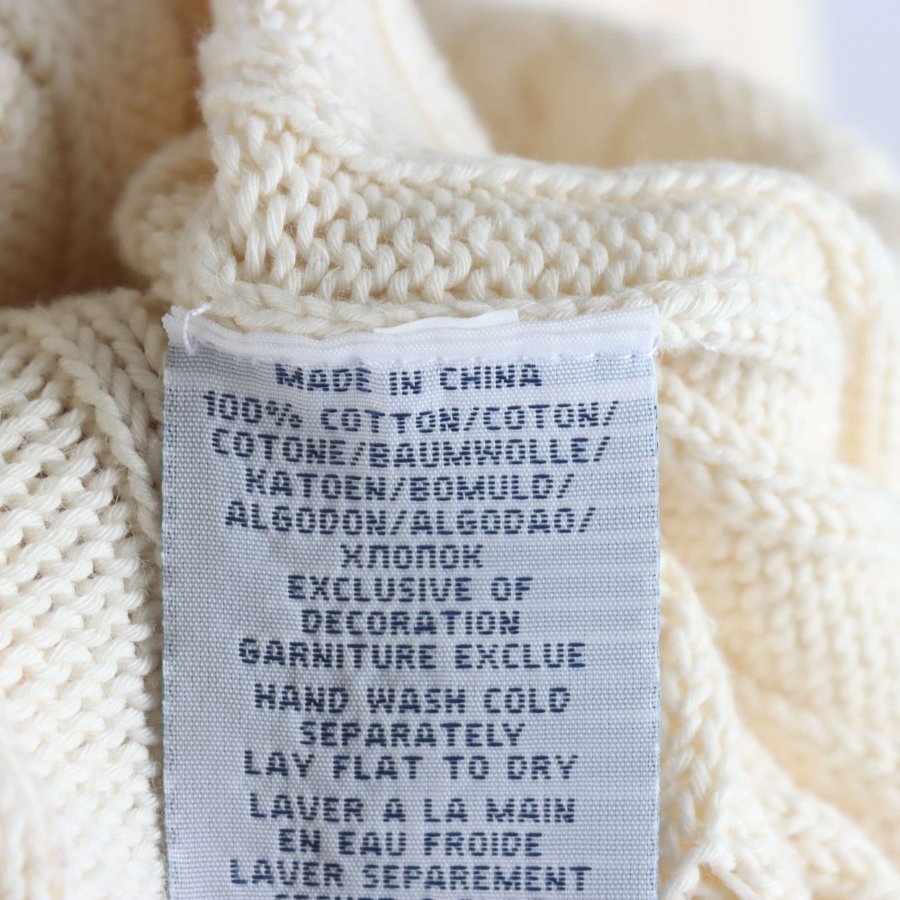 MADE IN CHINA
100% COTTON/COTON/
COTONE/BAUMWOLLE/
KATOEN/BOMULD/
ALGODON/ALGODAO/
ХЛОПОК
EXCLUSIVE OF
DECORATION
GARNITURE EXCLUE
HAND WASH COLD
SEPARATELY
LAY FLAT TO DRY
LAVER A LA MAIN
EN EAU FROIDE
LAVER SEPAREMENT